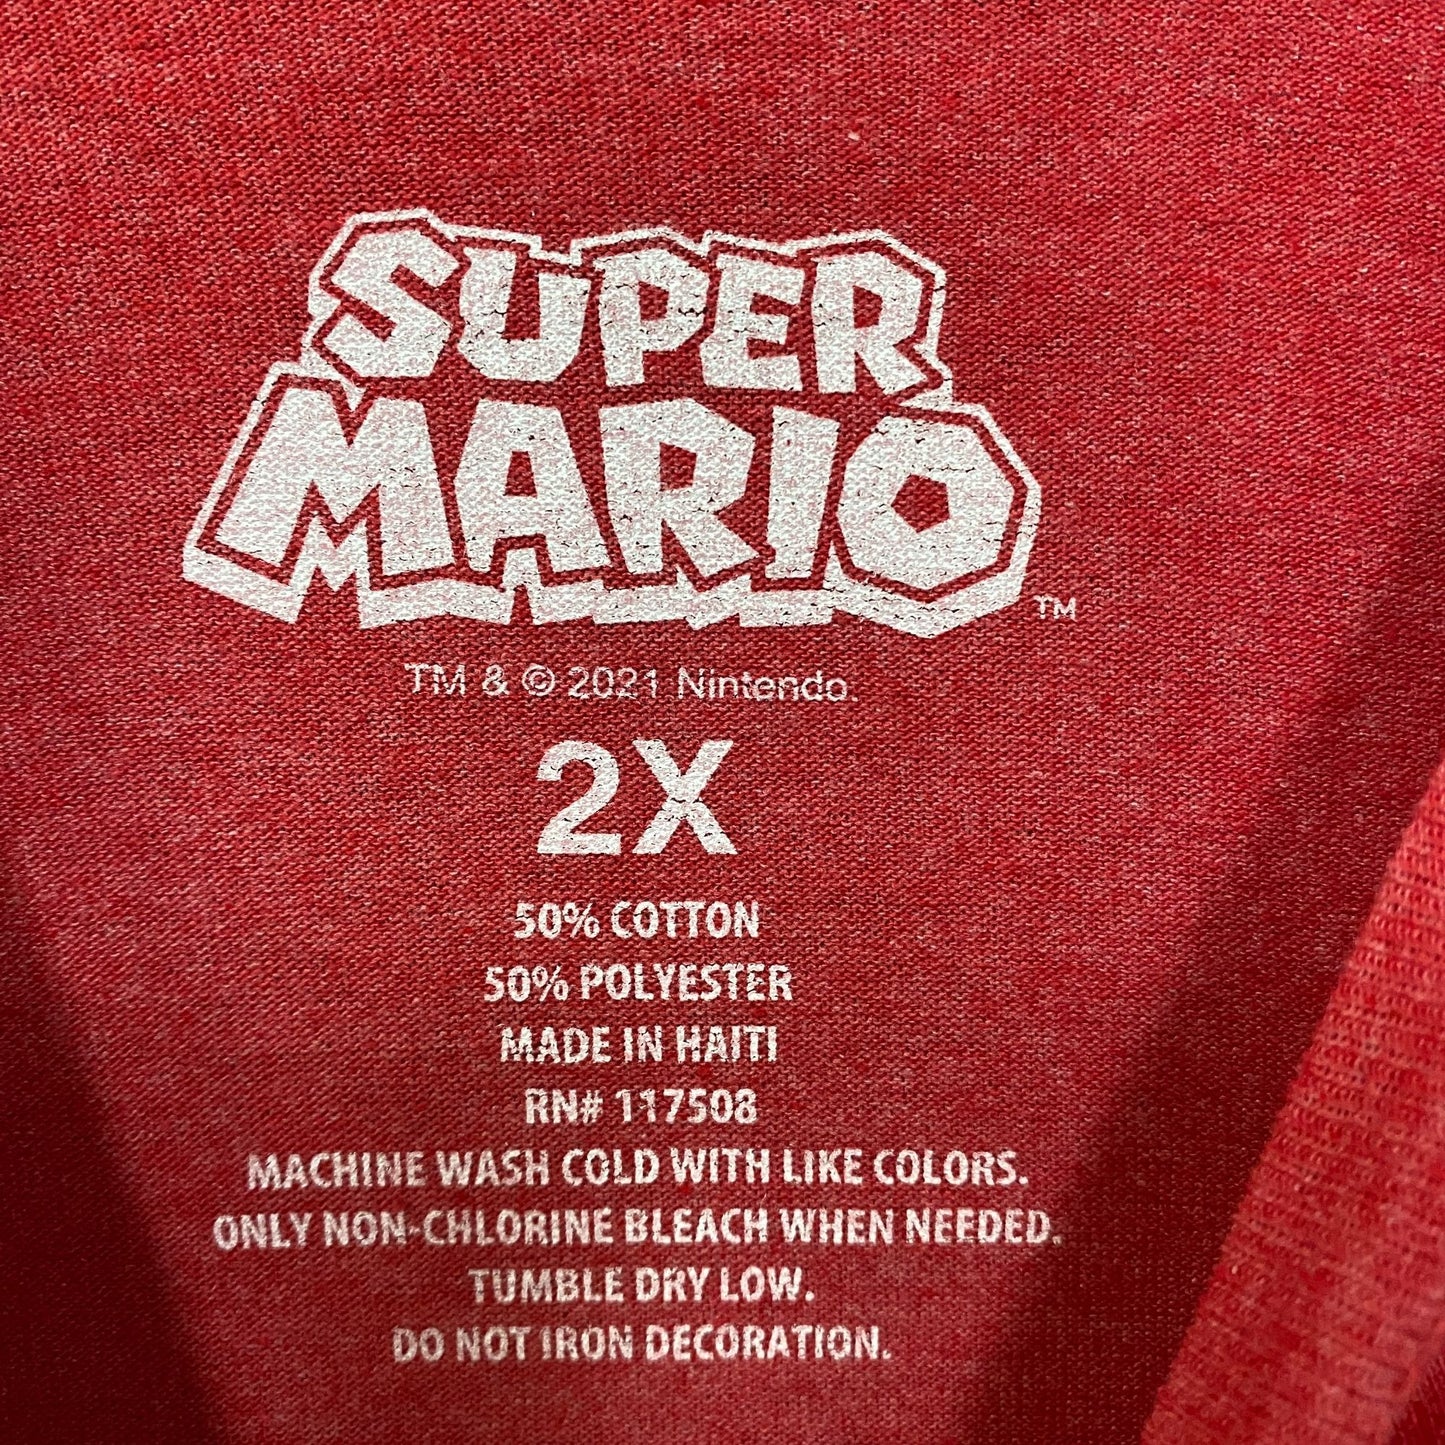 SUPER
MARIO
TM
TM & © 2021 Nintendo.
2X
50% COTTON
50% POLYESTER
MADE IN HAITI
RN# 117508
MACHINE WASH COLD WITH LIKE COLORS.
ONLY NON-CHLORINE BLEACH WHEN NEEDED.
TUMBLE DRY LOW.
DO NOT IRON DECORATION.